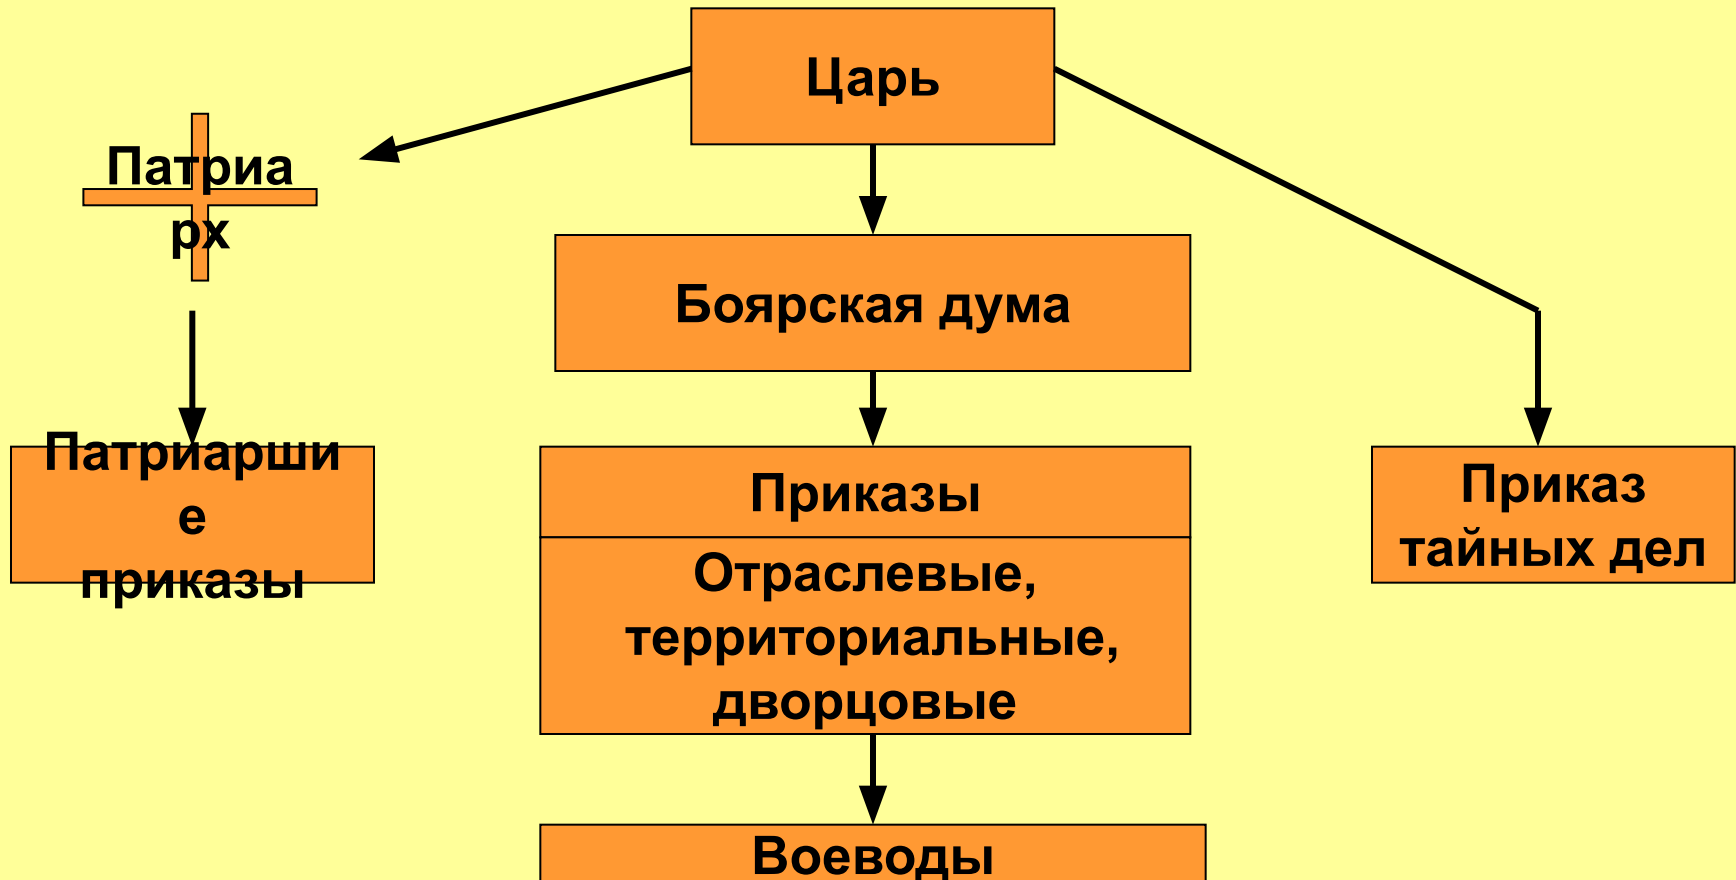 Царь
Патриа
рх
Боярская дума
Патриарши
е
приказы
Приказы
Отраслевые,
территориальные,
дворцовые
Приказ
тайных дел
Воеводы